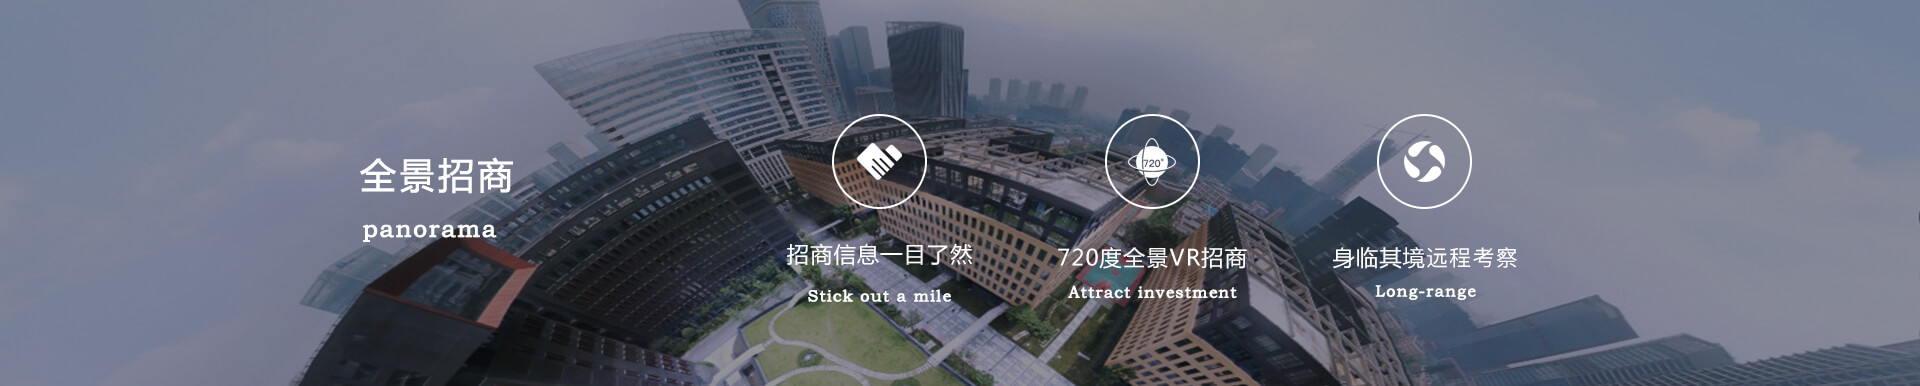 全景招商
panorama
720°
招商信息一目了然
Stick out a mile
720度全景VR招商
Attract investment
身临其境远程考察
Long-range